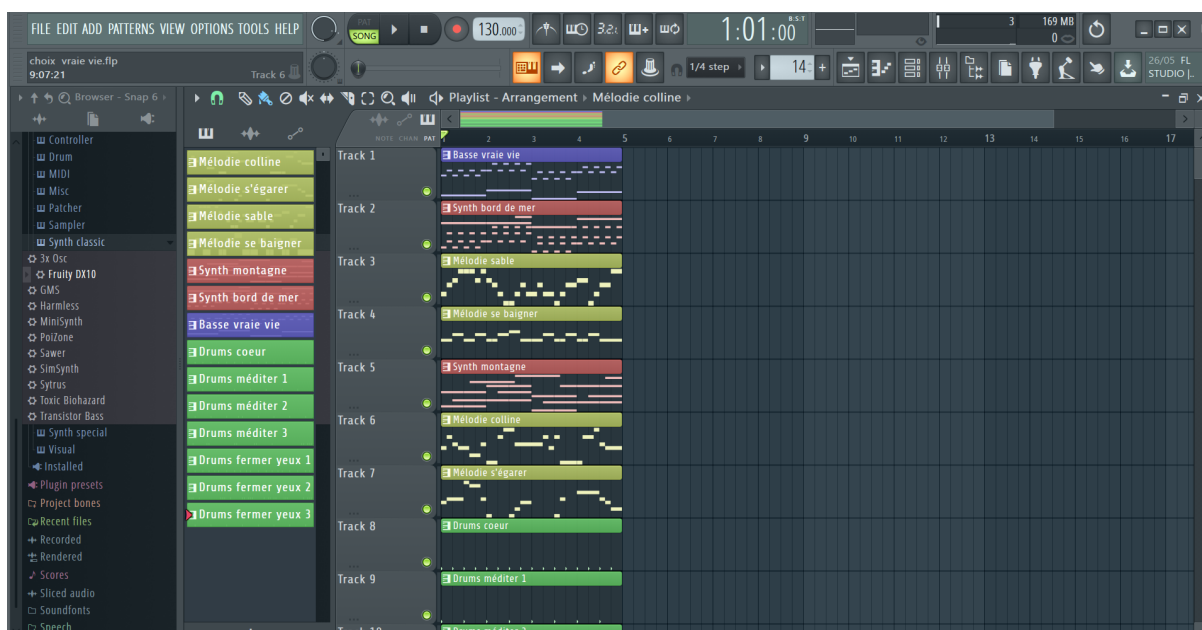 FILE EDIT ADD PATTERNS VIEW OPTIONS TOOLS HELP
PAT
SONG
130.000
3.2.
1:01:00
B:S:T
3
169 MB
0
choix vraie vie.flp
9:07:21
Track 6
1/4 step
14
26/05 FL
STUDIO |..
Browser - Snap 6
Playlist - Arrangement › Mélodie colline
NOTE CHAN PAT
2 3 4 5 6 7 8 9 10 11 12 13 14 15 16 17
Controller
Drum
MIDI
Misc
Patcher
Sampler
Synth classic
3x Osc
Fruity DX10
GMS
Harmless
MiniSynth
PoiZone
Sawer
SimSynth
Sytrus
Toxic Biohazard
Transistor Bass
Synth special
Visual
Installed
Plugin presets
Project bones
Recent files
Recorded
Rendered
Scores
Sliced audio
Soundfonts
Speech
Mélodie colline
Mélodie s'égarer
Mélodie sable
Mélodie se baigner
Synth montagne
Synth bord de mer
Basse vraie vie
Drums coeur
Drums méditer 1
Drums méditer 2
Drums méditer 3
Drums fermer yeux 1
Drums fermer yeux 2
Drums fermer yeux 3
Track 1
Basse vraie vie
Track 2
Synth bord de mer
Track 3
Mélodie sable
Track 4
Mélodie se baigner
Track 5
Synth montagne
Track 6
Mélodie colline
Track 7
Mélodie s'égarer
Track 8
Drums coeur
Track 9
Drums méditer 1